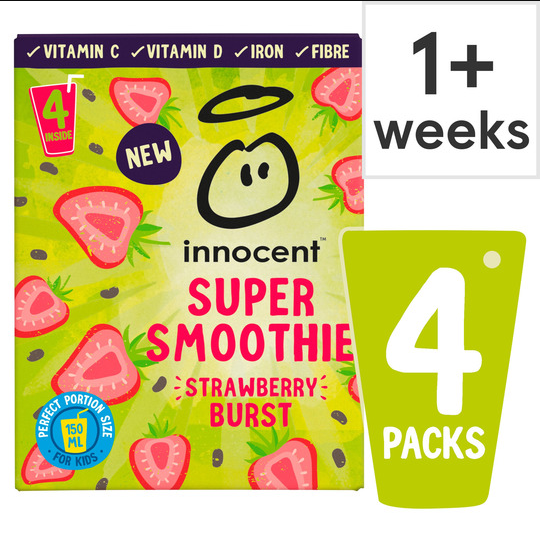 ✓ VITAMIN C ✓ VITAMIN D ✓ IRON ✓ FIBRE
1+
weeks
4
INSIDE
NEW
innocent™
SUPER
SMOOTHIE
STRAWBERRY
BURST
4
PACKS
PERFECT PORTION SIZE
150
ML
FOR KIDS